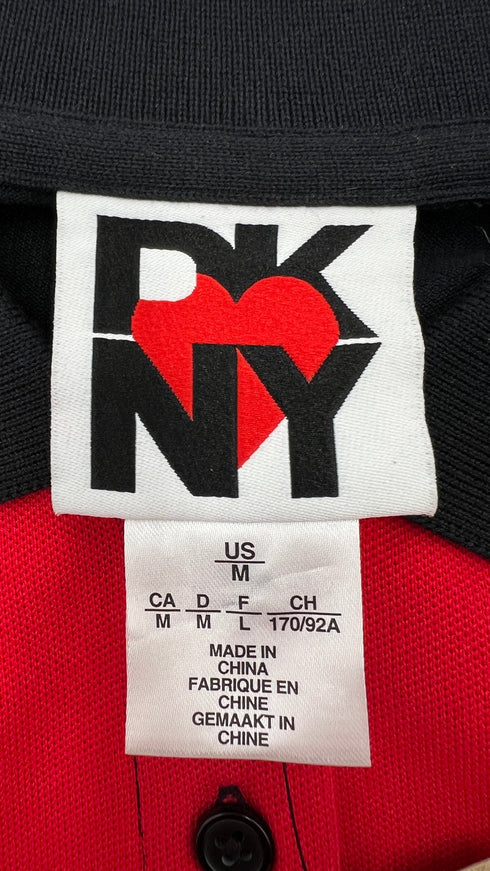 DK
NY
US
M
CA D F CH
M M L 170/92A
MADE IN
CHINA
FABRIQUE EN
CHINE
GEMAAKT IN
CHINE